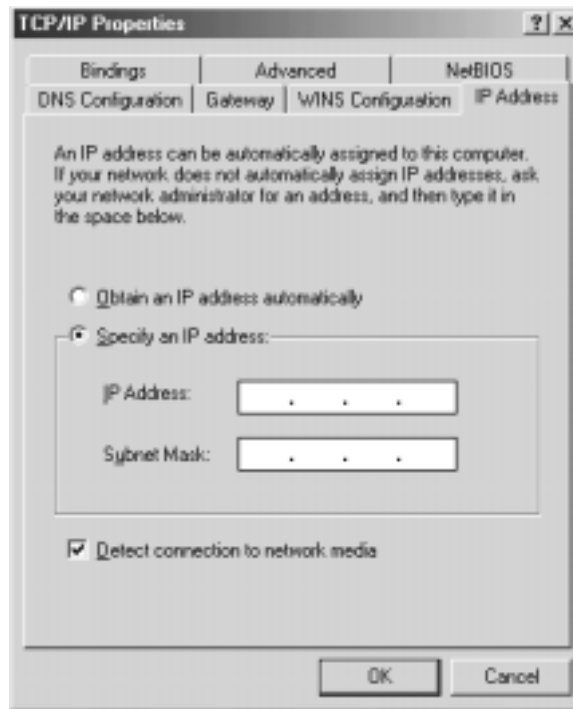 TCP/IP Properties
Bindings Advanced NetBIOS
DNS Configuration Gateway WINS Configuration IP Address
An IP address can be automatically assigned to this computer.
If your network does not automatically assign IP addresses, ask
your network administrator for an address, and then type it in
the space below.
Obtain an IP address automatically
Specify an IP address:
IP Address: . . .
Subnet Mask: . . .
Detect connection to network media
OK Cancel